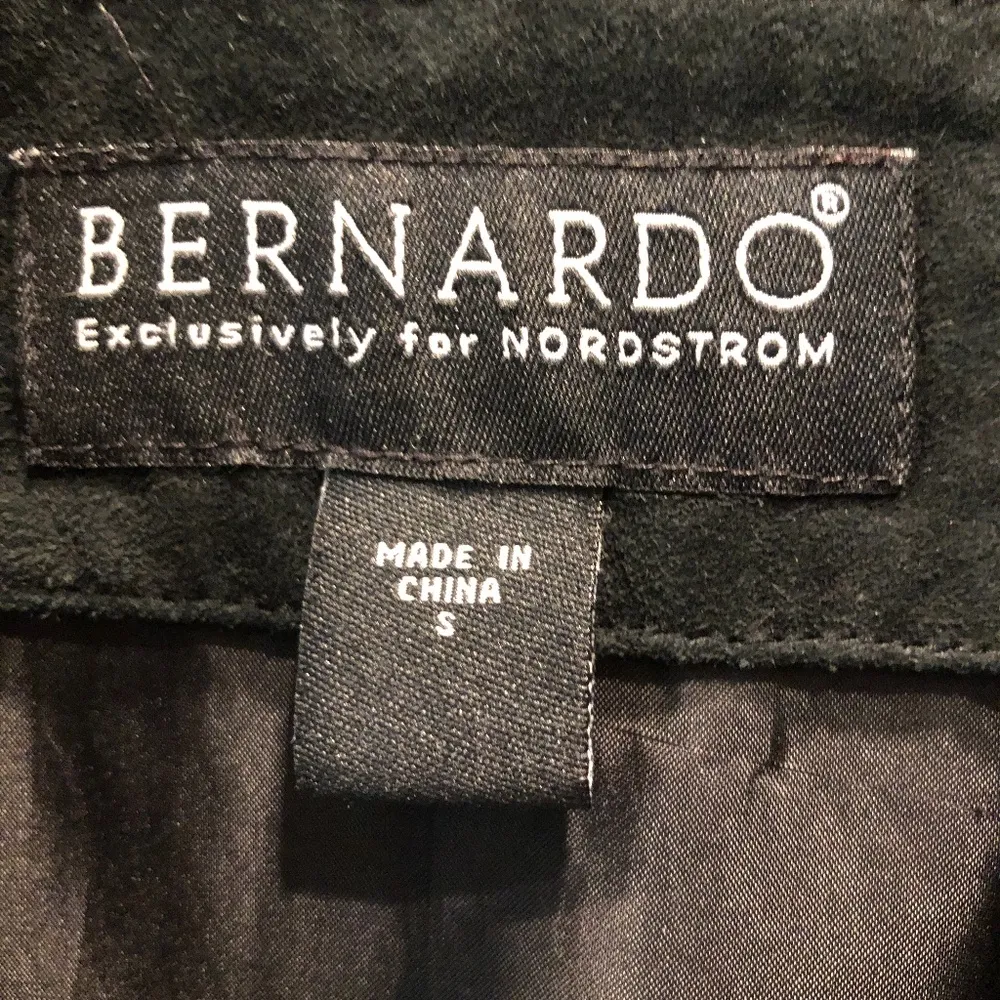 BERNARDO®
Exclusively for NORDSTROM
MADE IN
CHINA
S